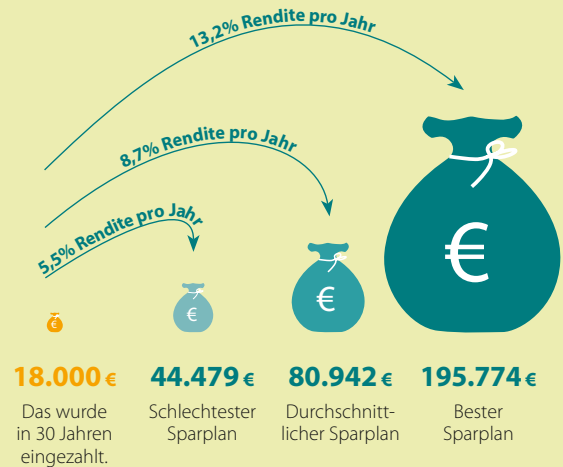 13,2% Rendite pro Jahr
8,7% Rendite pro Jahr
5,5% Rendite pro Jahr
€
€
€
€
18.000 €
Das wurde
in 30 Jahren
eingezahlt.
44.479 €
Schlechtester
Sparplan
80.942 €
Durchschnitt-
licher Sparplan
195.774 €
Bester
Sparplan